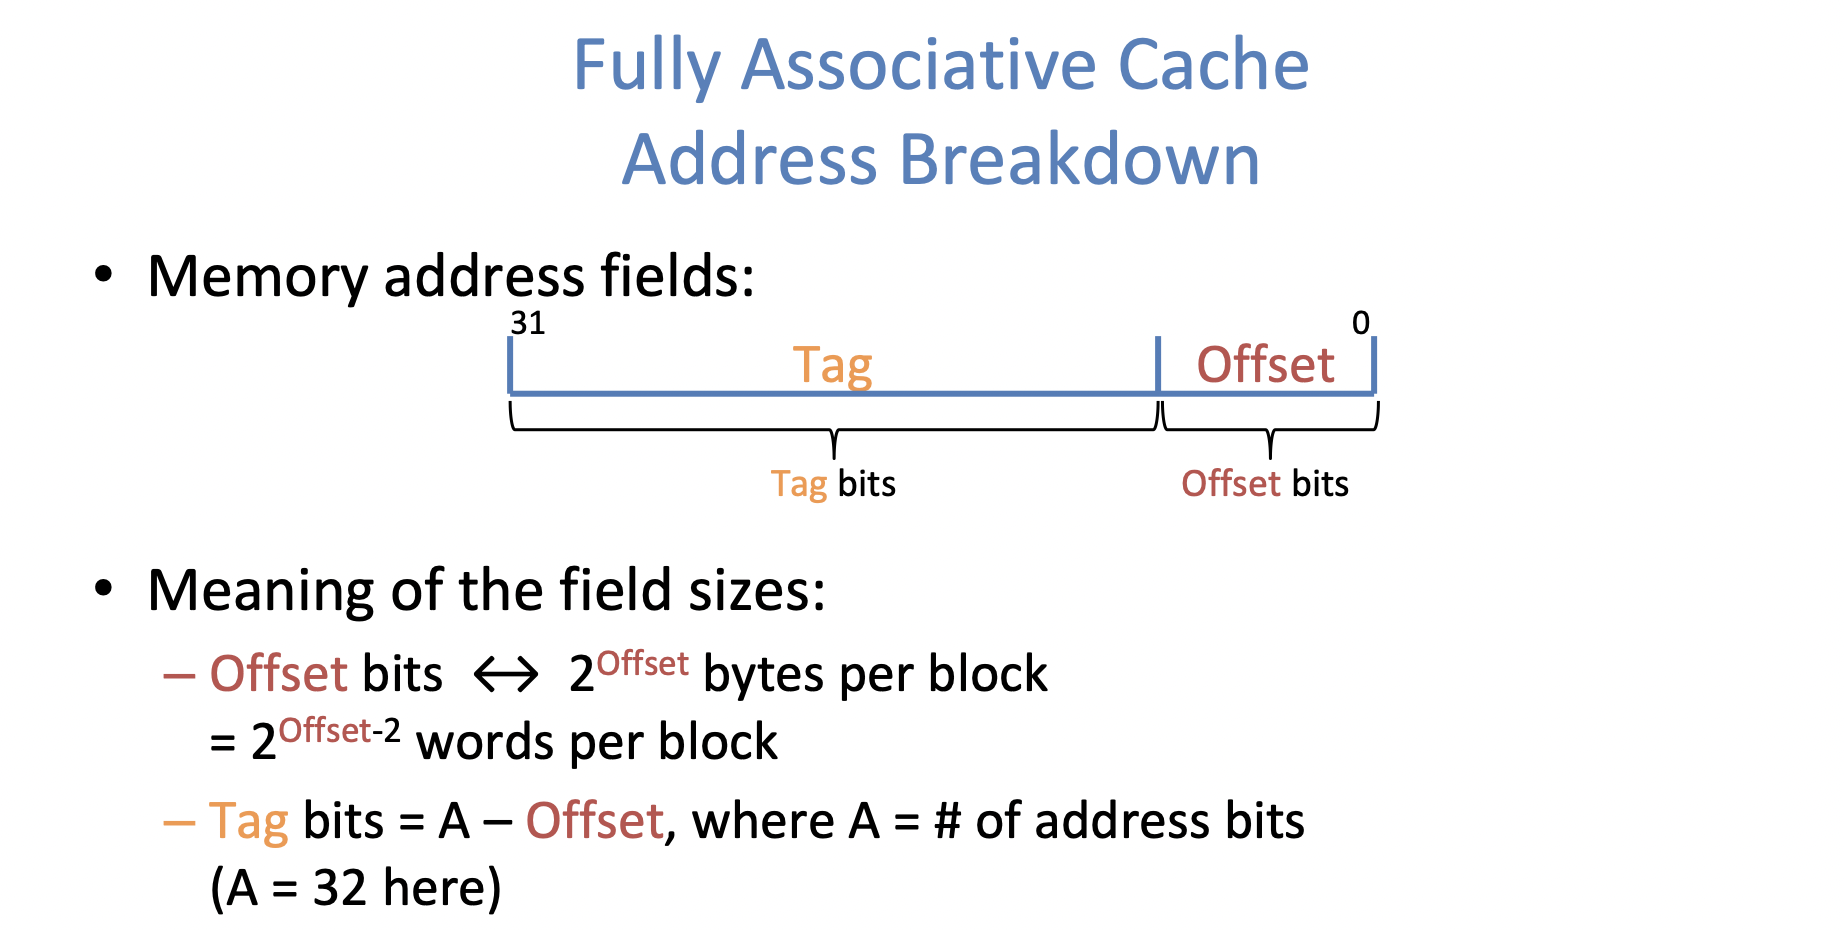 Fully Associative Cache
Address Breakdown
• Memory address fields:
31 0
Tag Offset
Tag bits Offset bits
• Meaning of the field sizes:
– Offset bits ↔ 2^Offset bytes per block
= 2^Offset-2 words per block
– Tag bits = A – Offset, where A = # of address bits
(A = 32 here)